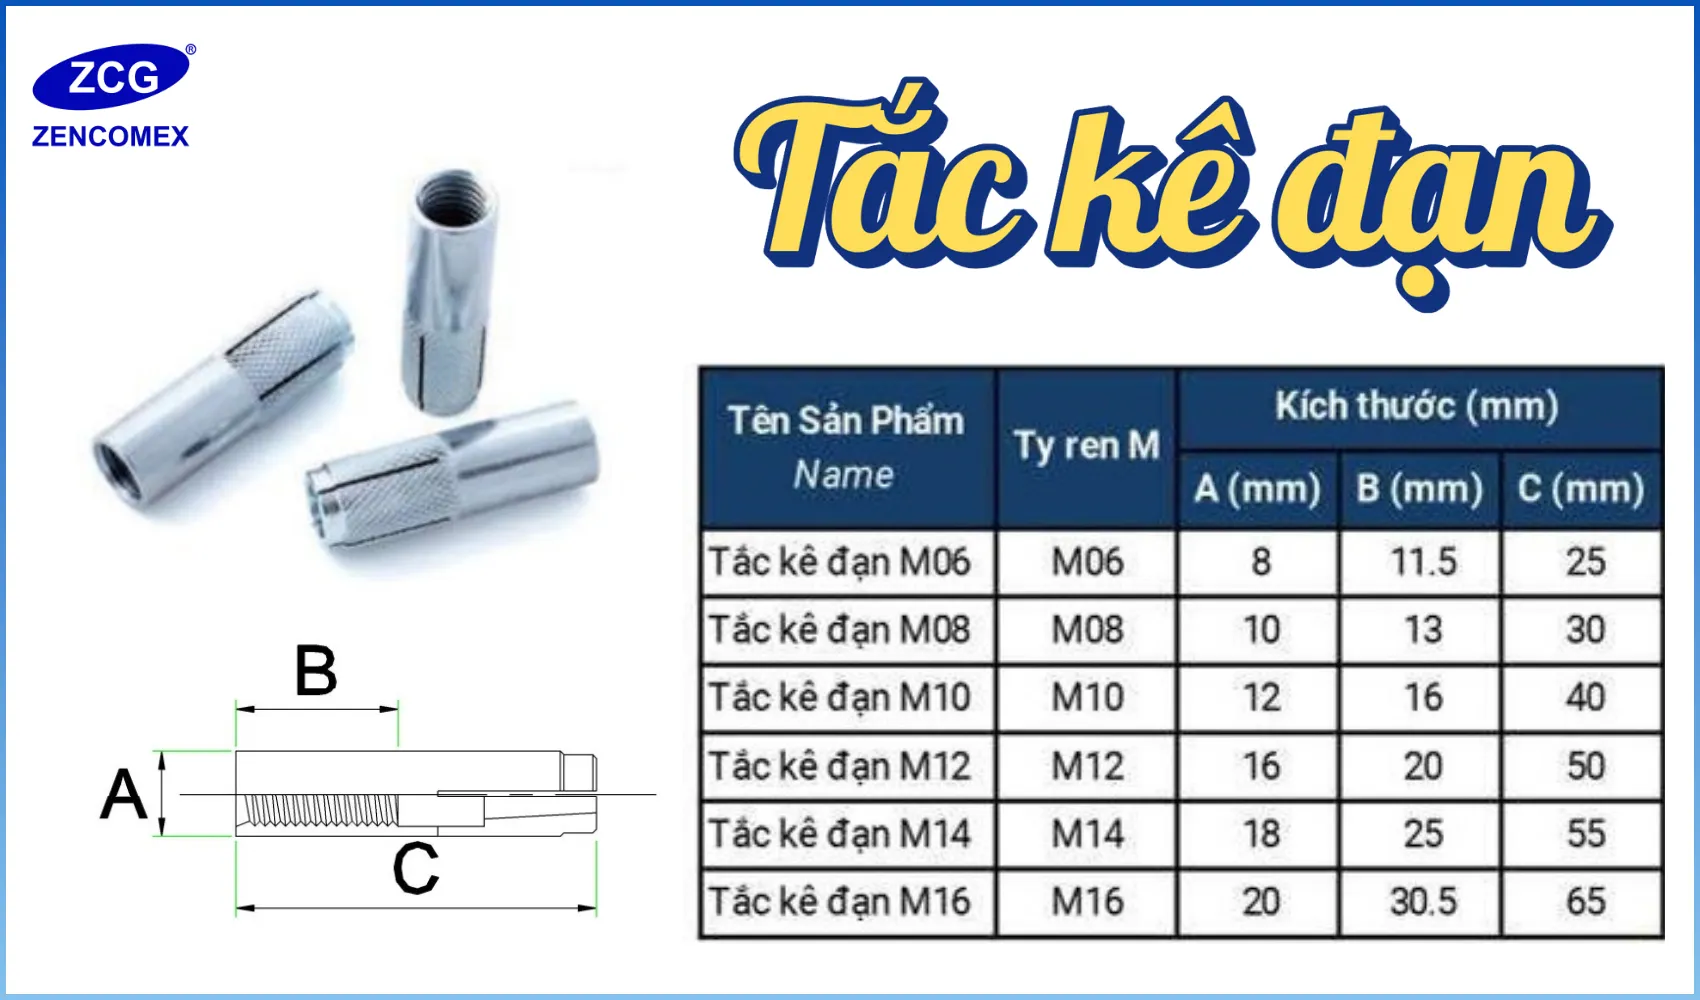 ZCG®
ZENCOMEX
Tắc kê đạn
Tên Sản Phẩm
Name
Ty ren M
Kích thước (mm)
A (mm) B (mm) C (mm)
Tắc kê đạn M06 M06 8 11.5 25
Tắc kê đạn M08 M08 10 13 30
Tắc kê đạn M10 M10 12 16 40
Tắc kê đạn M12 M12 16 20 50
Tắc kê đạn M14 M14 18 25 55
Tắc kê đạn M16 M16 20 30.5 65
B
A
C